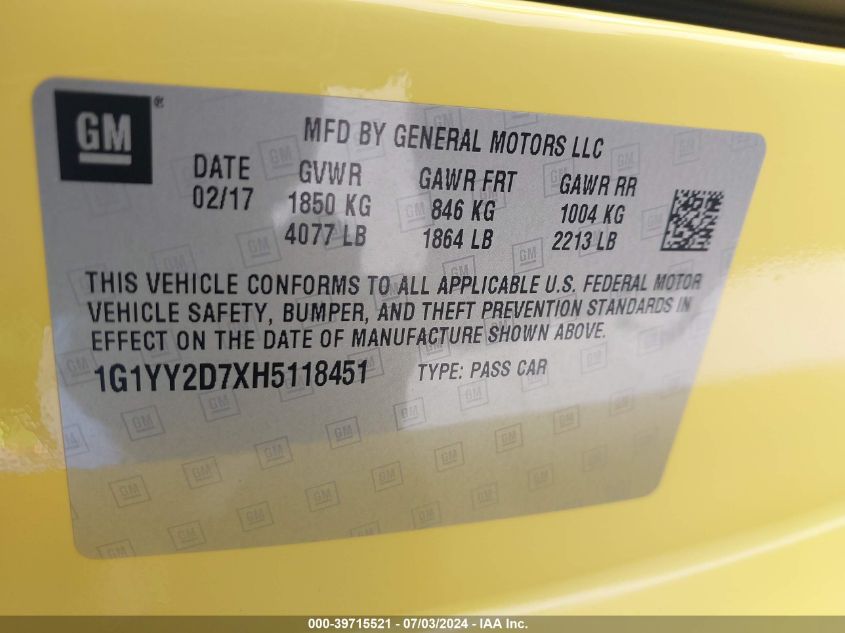 GM ®
MFD BY GENERAL MOTORS LLC
DATE GVWR GAWR FRT GAWR RR
02/17 1850 KG 846 KG 1004 KG
4077 LB 1864 LB 2213 LB
THIS VEHICLE CONFORMS TO ALL APPLICABLE U.S. FEDERAL MOTOR
VEHICLE SAFETY, BUMPER, AND THEFT PREVENTION STANDARDS IN
EFFECT ON THE DATE OF MANUFACTURE SHOWN ABOVE.
1G1YY2D7XH5118451 TYPE: PASS CAR
000-39715521 - 07/03/2024 - IAA Inc.